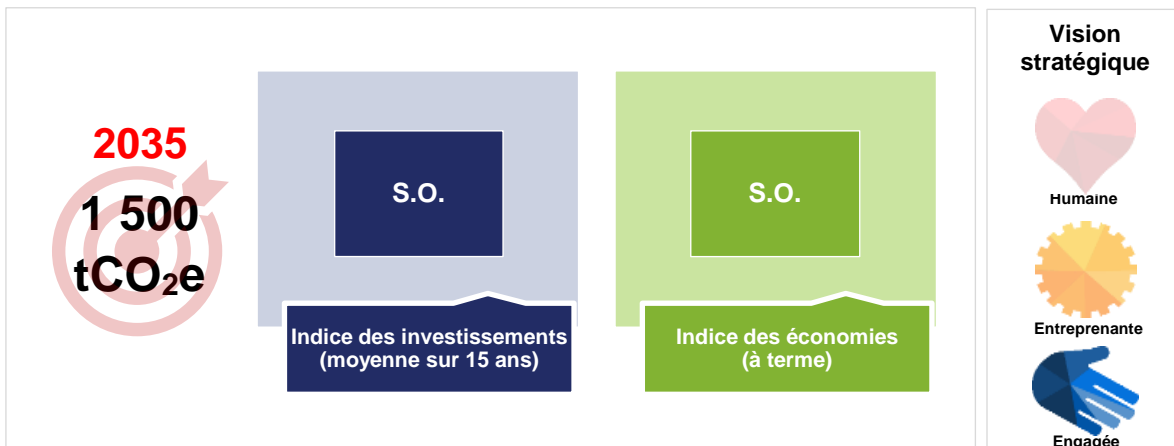 2035
1 500
tCO₂e
S.O.
Indice des investissements
(moyenne sur 15 ans)
S.O.
Indice des économies
(à terme)
Vision
stratégique
Humaine
Entreprenante
Engagée